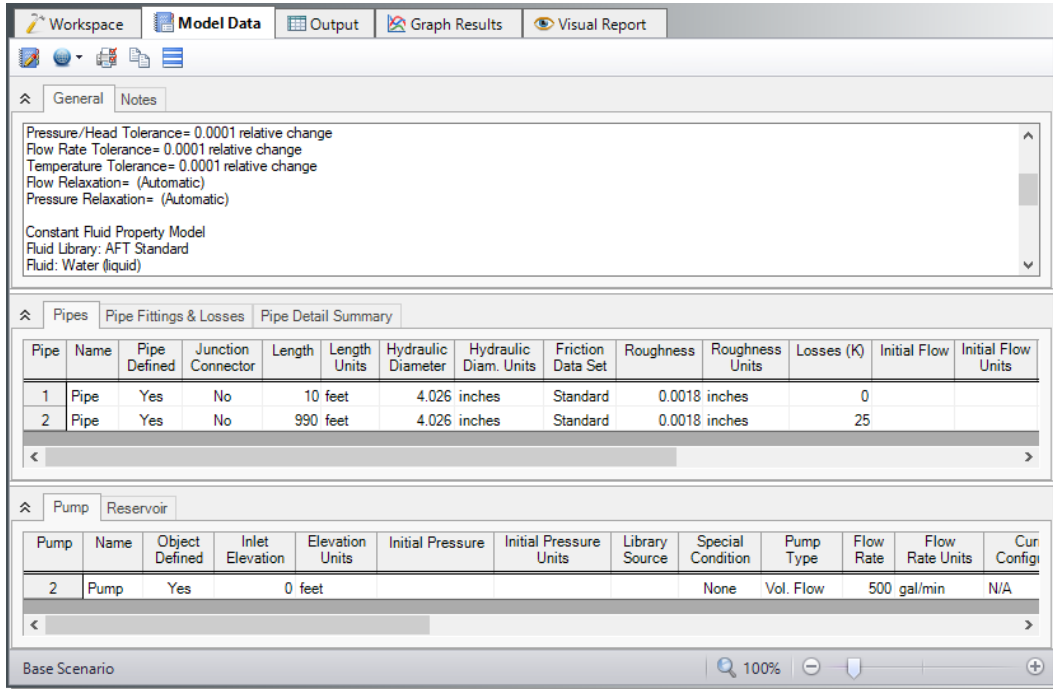 Workspace Model Data Output Graph Results Visual Report
General Notes
Pressure/Head Tolerance= 0.0001 relative change
Flow Rate Tolerance= 0.0001 relative change
Temperature Tolerance= 0.0001 relative change
Flow Relaxation= (Automatic)
Pressure Relaxation= (Automatic)
Constant Fluid Property Model
Fluid Library: AFT Standard
Fluid: Water (liquid)
Pipes Pipe Fittings & Losses Pipe Detail Summary
Pipe Name Pipe Defined Junction Connector Length Length Units Hydraulic Diameter Hydraulic Diam. Units Friction Data Set Roughness Roughness Units Losses (K) Initial Flow Initial Flow Units
1 Pipe Yes No 10 feet 4.026 inches Standard 0.0018 inches 0
2 Pipe Yes No 990 feet 4.026 inches Standard 0.0018 inches 25
Pump Reservoir
Pump Name Object Defined Inlet Elevation Elevation Units Initial Pressure Initial Pressure Units Library Source Special Condition Pump Type Flow Rate Flow Rate Units Curr Configu
2 Pump Yes 0 feet None Vol. Flow 500 gal/min N/A
Base Scenario 100%